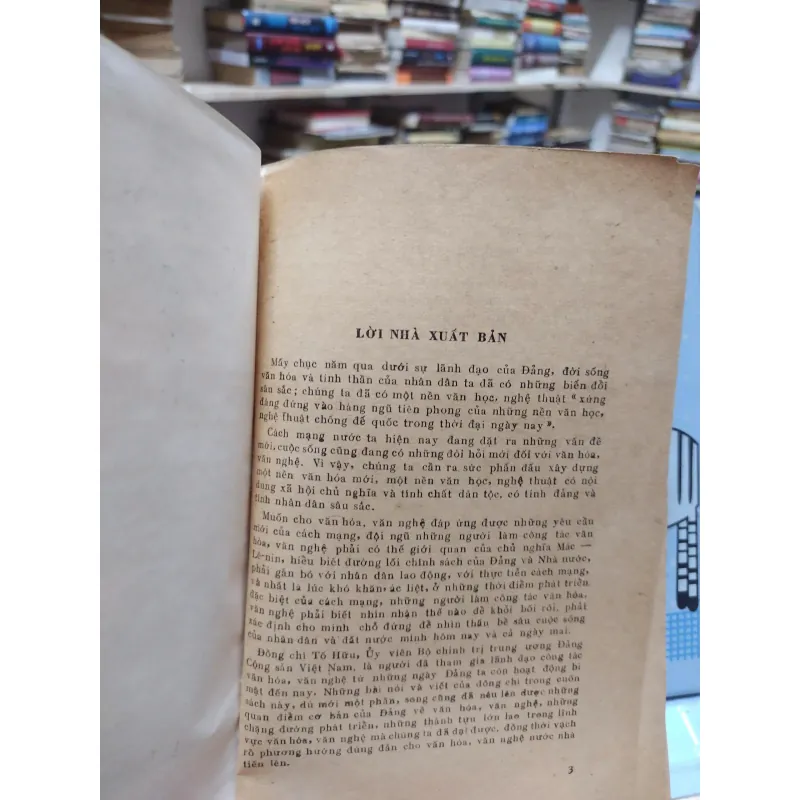 LỜI NHÀ XUẤT BẢN
Mấy chục năm qua dưới sự lãnh đạo của Đảng, đời sống
văn hóa và tinh thần của nhân dân ta đã có những biến đổi
sâu sắc; chúng ta đã có một nền văn học, nghệ thuật "xứng
đáng đứng vào hàng ngũ tiên phong của những nền văn học,
nghệ thuật chống đế quốc trong thời đại ngày nay".
Cách mạng nước ta hiện nay đang đặt ra những vấn đề
mới, cuộc sống cũng đang có những đòi hỏi mới đối với văn hóa,
văn nghệ. Vì vậy, chúng ta cần ra sức phấn đấu xây dựng
một nền văn hóa mới, một nền văn học, nghệ thuật có nội
dung xã hội chủ nghĩa và tính chất dân tộc, có tính đảng và
tính nhân dân sâu sắc.
Muốn cho văn hóa, văn nghệ đáp ứng được những yêu cầu
mới của cách mạng, đội ngũ những người làm công tác văn
hóa, văn nghệ phải có thế giới quan của chủ nghĩa Mác —
Lê-nin, hiểu biết đường lối chính sách của Đảng và Nhà nước,
phải gắn bó với nhân dân lao động, với thực tiễn cách mạng,
và nhất là lúc khó khăn, ác liệt, ở những thời điểm phát triển
đặc biệt của cách mạng, những người làm công tác văn hóa,
văn nghệ phải biết nhìn nhận thế nào để khỏi bối rối, phải
xác định cho mình chỗ đứng để nhìn thấu bề sâu cuộc sống
của nhân dân và đất nước mình hôm nay và cả ngày mai.
Đồng chí Tố Hữu, Ủy viên Bộ chính trị trung ương Đảng
Cộng sản Việt Nam, là người đã tham gia lãnh đạo công tác
văn hóa, văn nghệ từ những ngày Đảng ta còn hoạt động bí
mật đến nay. Những bài nói và viết của đồng chí trong cuốn
sách này, dù mới một phần, song cũng đã nêu lên được những
quan điểm cơ bản của Đảng về văn hóa, văn nghệ, những
chặng đường phát triển, những thành tựu lớn lao trong lĩnh
vực văn hóa, văn nghệ mà chúng ta đã đạt được, đồng thời vạch
rõ phương hướng đúng đắn cho văn hóa, văn nghệ nước nhà
tiến lên.
3